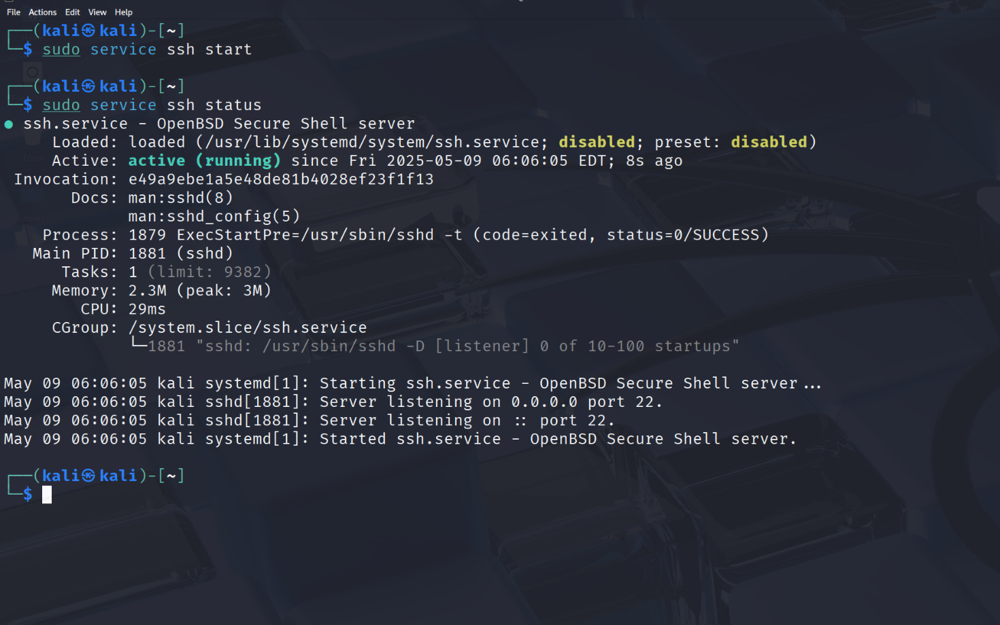 File Actions Edit View Help
┌──(kali㉿kali)-[~]
└─$ sudo service ssh start
┌──(kali㉿kali)-[~]
└─$ sudo service ssh status
● ssh.service - OpenBSD Secure Shell server
Loaded: loaded (/usr/lib/systemd/system/ssh.service; disabled; preset: disabled)
Active: active (running) since Fri 2025-05-09 06:06:05 EDT; 8s ago
Invocation: e49a9ebe1a5e48de81b4028ef23f1f13
Docs: man:sshd(8)
man:sshd_config(5)
Process: 1879 ExecStartPre=/usr/sbin/sshd -t (code=exited, status=0/SUCCESS)
Main PID: 1881 (sshd)
Tasks: 1 (limit: 9382)
Memory: 2.3M (peak: 3M)
CPU: 29ms
CGroup: /system.slice/ssh.service
└─1881 "sshd: /usr/sbin/sshd -D [listener] 0 of 10-100 startups"
May 09 06:06:05 kali systemd[1]: Starting ssh.service - OpenBSD Secure Shell server...
May 09 06:06:05 kali sshd[1881]: Server listening on 0.0.0.0 port 22.
May 09 06:06:05 kali sshd[1881]: Server listening on :: port 22.
May 09 06:06:05 kali systemd[1]: Started ssh.service - OpenBSD Secure Shell server.
┌──(kali㉿kali)-[~]
└─$